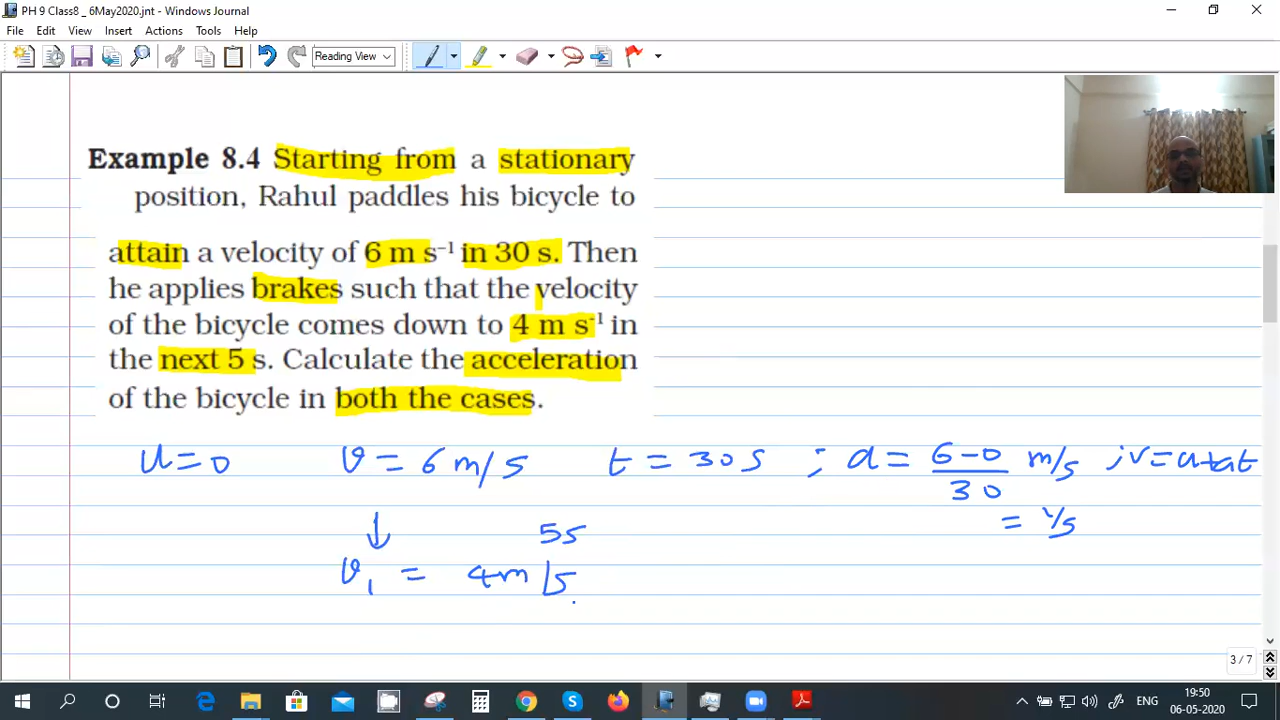 PH 9 Class8 _ 6May2020.jnt - Windows Journal
File Edit View Insert Actions Tools Help
Reading View
Example 8.4 Starting from a stationary
position, Rahul paddles his bicycle to
attain a velocity of 6 m s⁻¹ in 30 s. Then
he applies brakes such that the velocity
of the bicycle comes down to 4 m s⁻¹ in
the next 5 s. Calculate the acceleration
of the bicycle in both the cases.
u = 0 v = 6 m/s t = 30 s ; a = 6-0/30 m/s ; v = u+at
= 1/5
↓ 5s
v₁ = 4m/s
3 / 7
ENG
19:50
06-05-2020